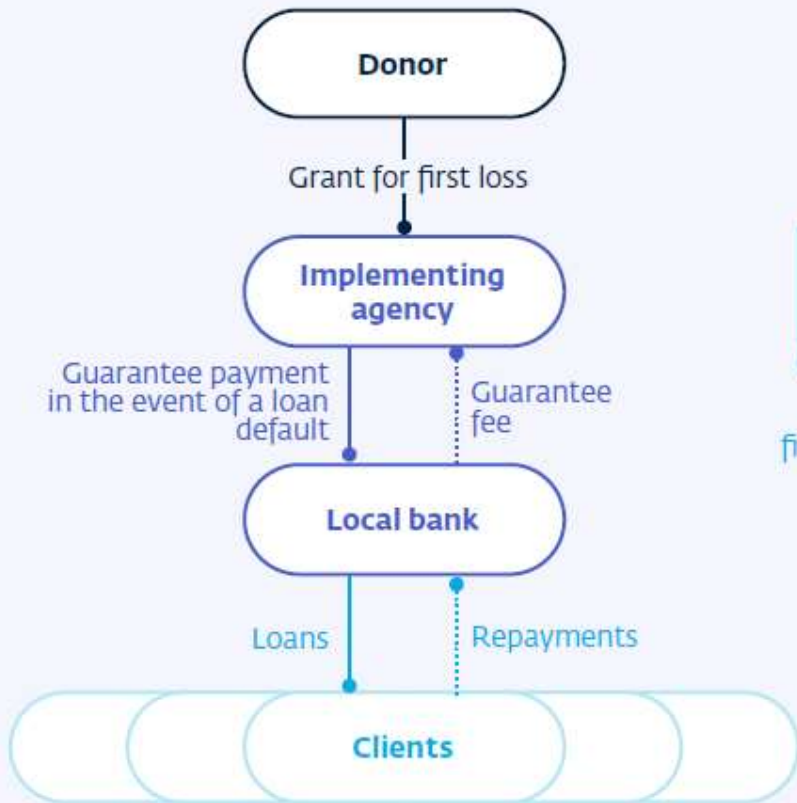 Donor
Grant for first loss
Implementing
agency
Guarantee payment
in the event of a loan
default
Guarantee
fee
Local bank
Loans
Repayments
Clients